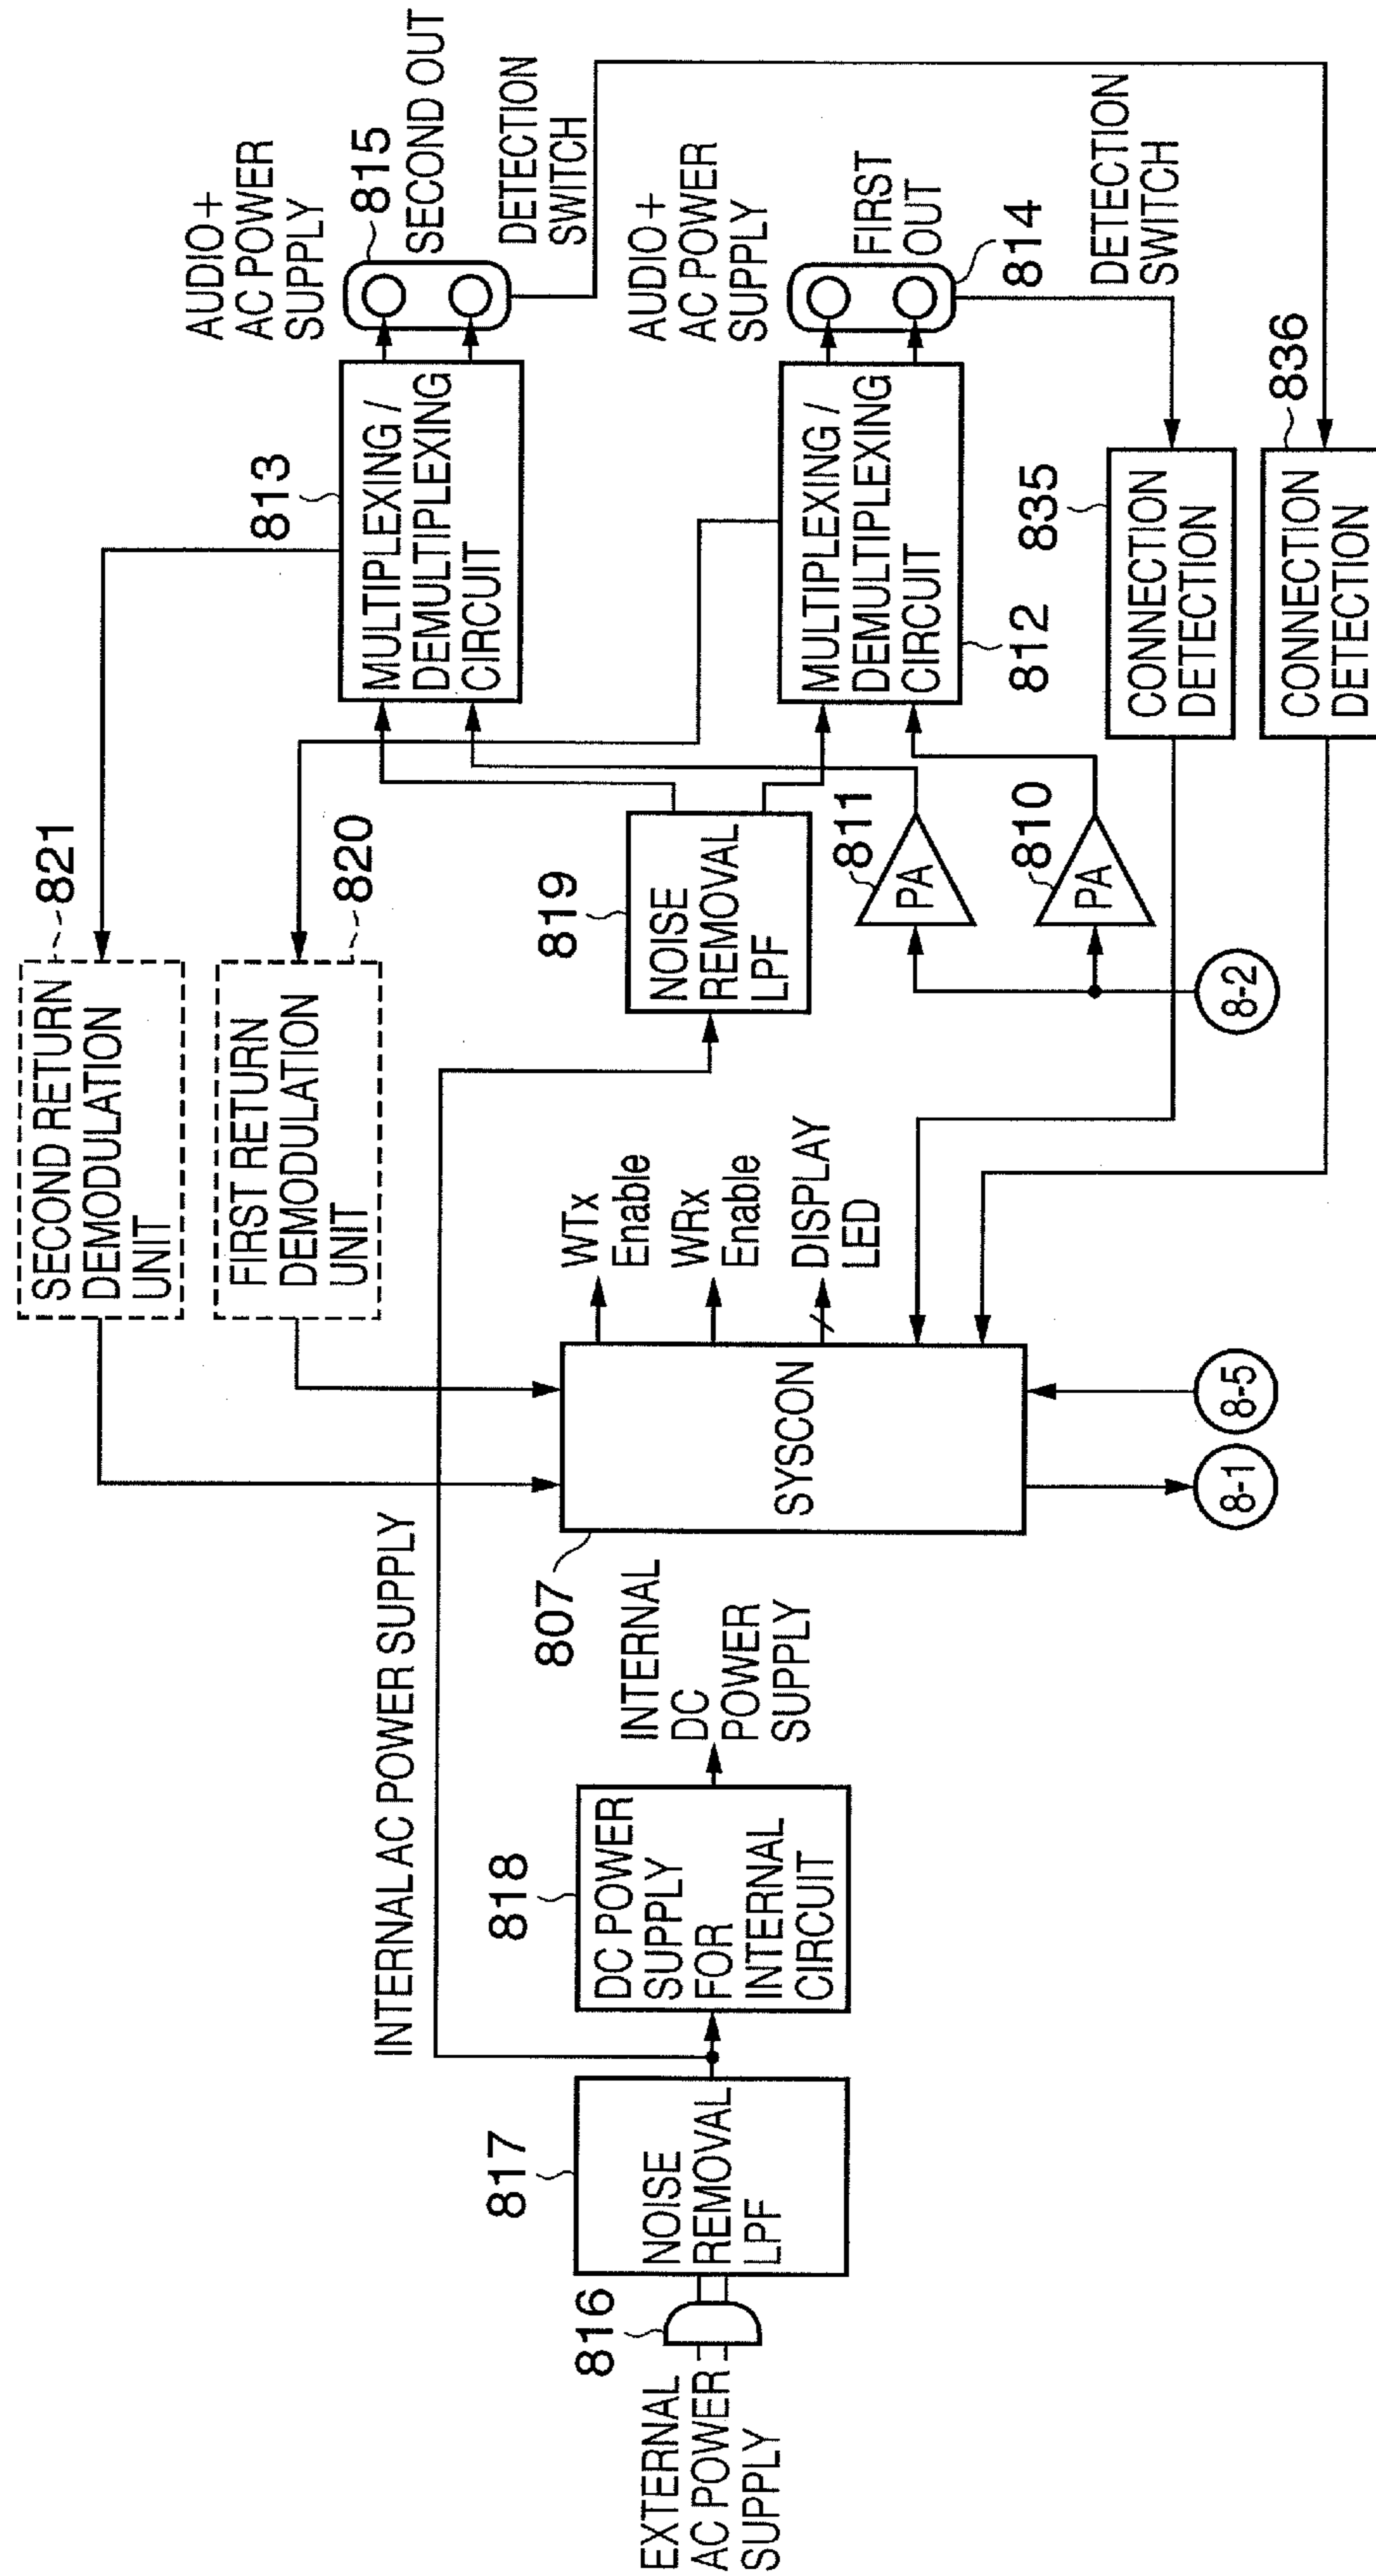 EXTERNAL
AC POWER
SUPPLY
816
817
NOISE
REMOVAL
LPF
INTERNAL AC POWER SUPPLY
818
DC POWER
SUPPLY
FOR
INTERNAL
CIRCUIT
INTERNAL
DC
POWER
SUPPLY
807
SYSCON
8-1
8-5
WTx
Enable
WRx
Enable
DISPLAY
LED
SECOND RETURN
DEMODULATION
UNIT
821
FIRST RETURN
DEMODULATION
UNIT
820
819
NOISE
REMOVAL
LPF
811
PA
810
PA
8-2
813
MULTIPLEXING /
DEMULTIPLEXING
CIRCUIT
MULTIPLEXING /
DEMULTIPLEXING
CIRCUIT
812
835
CONNECTION
DETECTION
836
CONNECTION
DETECTION
AUDIO+
AC POWER
SUPPLY
815
SECOND OUT
DETECTION
SWITCH
AUDIO+
AC POWER
SUPPLY
FIRST
OUT
814
DETECTION
SWITCH